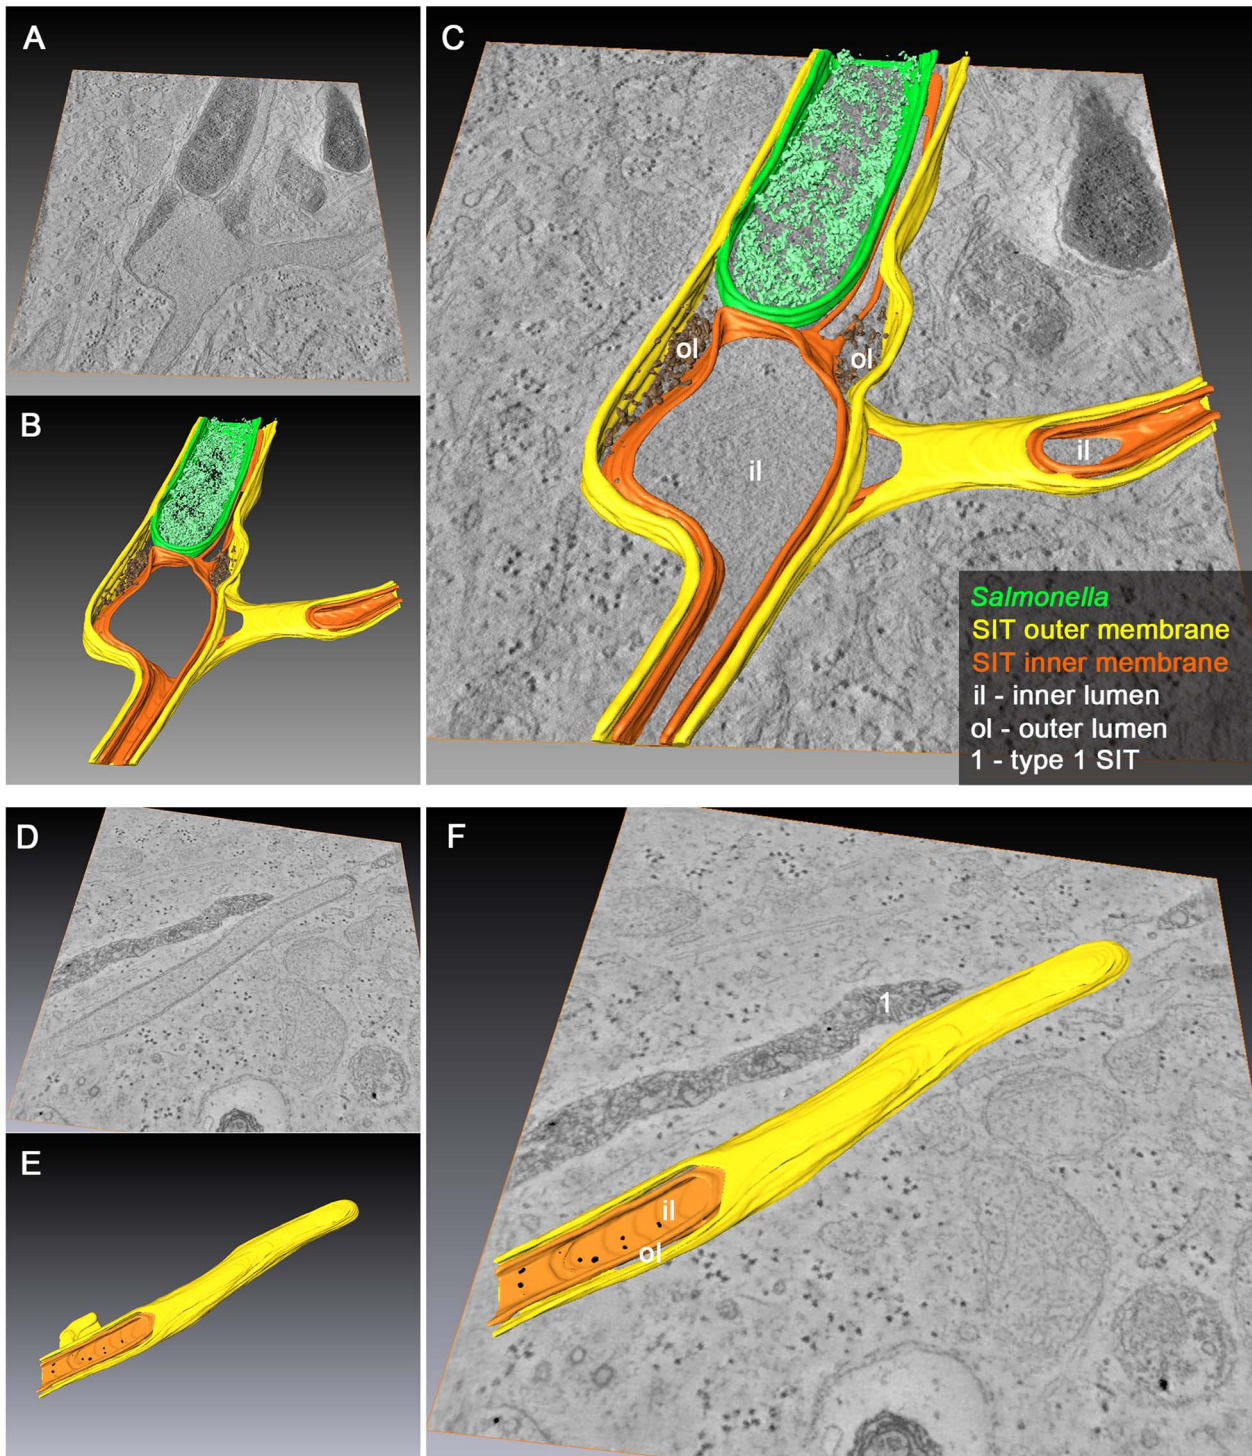 A
B
C
ol
ol
il
il
Salmonella
SIT outer membrane
SIT inner membrane
il - inner lumen
ol - outer lumen
1 - type 1 SIT
D
E
F
1
il
ol